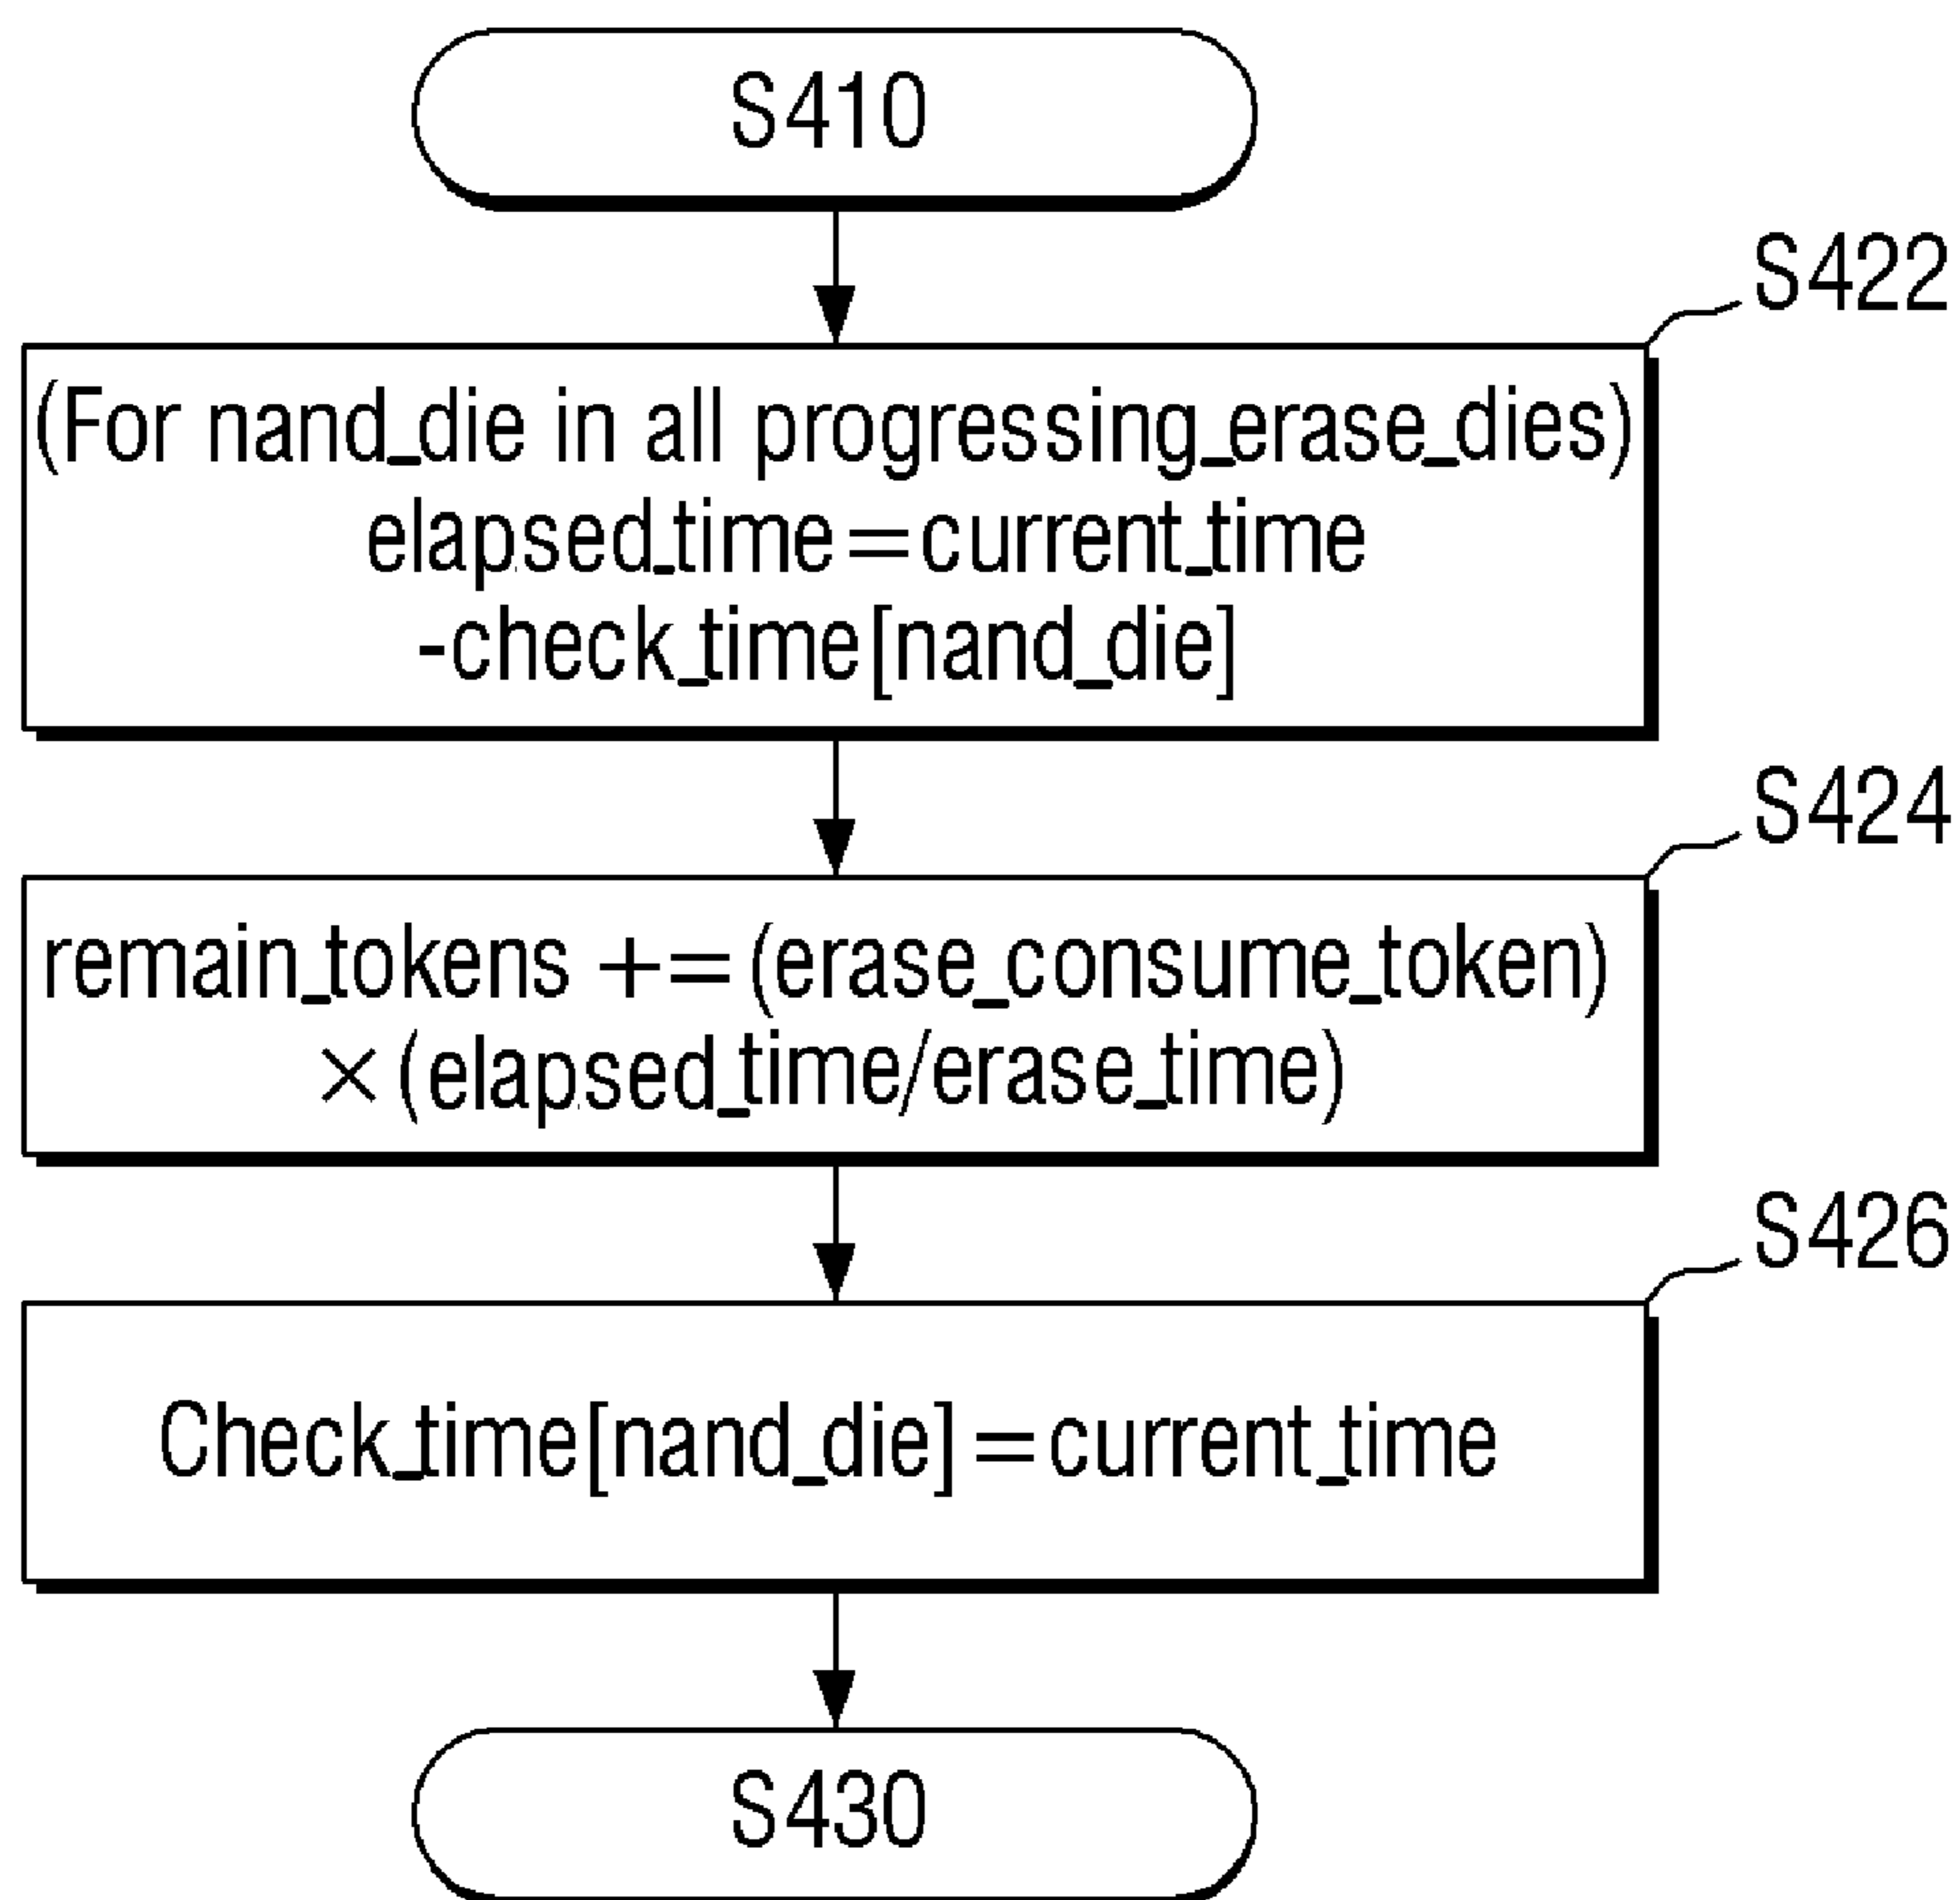 S410
S422
(For nand_die in all progressing_erase_dies)
elapsed_time=current_time
-check_time[nand_die]
S424
remain_tokens +=(erase_consume_token)
×(elapsed_time/erase_time)
S426
Check_time[nand_die]=current_time
S430